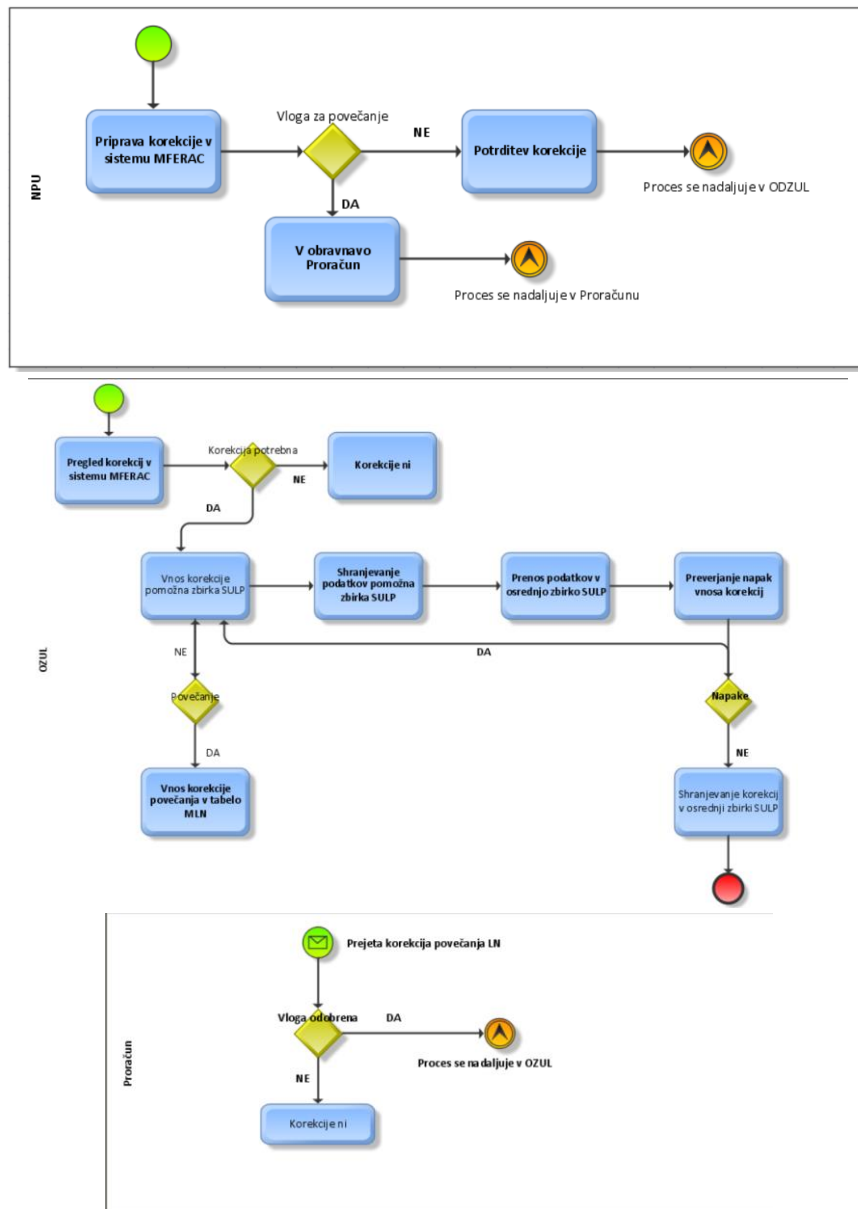 NPU
Priprava korekcije v
sistemu MFERAC
Vloga za povečanje
NE
Potrditev korekcije
Proces se nadaljuje v ODZUL
DA
V obravnavo
Proračun
Proces se nadaljuje v Proračunu
OZUL
Pregled korekcij v
sistemu MFERAC
Korekcija potrebna
NE
Korekcije ni
DA
Vnos korekcije
pomožna zbirka SULP
Shranjevanje
podatkov pomožna
zbirka SULP
Prenos podatkov v
osrednjo zbirko SULP
Preverjanje napak
vnosa korekcij
NE
DA
Povečanje
Napake
DA
NE
Vnos korekcije
povečanja v tabelo
MLN
Shranjevanje korekcij
v osrednji zbirki SULP
Proračun
Prejeta korekcija povečanja LN
Vloga odobrena
DA
Proces se nadaljuje v OZUL
NE
Korekcije ni